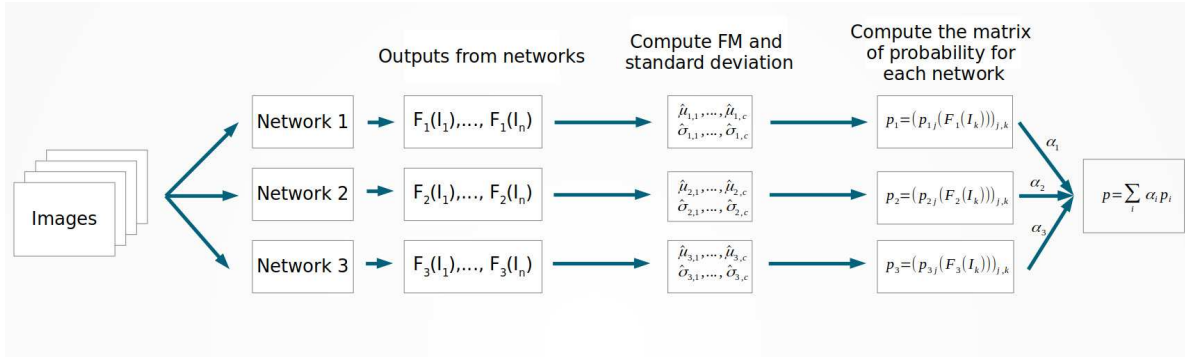 Outputs from networks
Compute FM and
standard deviation
Compute the matrix
of probability for
each network
Images
Network 1
F₁(I₁),..., F₁(Iₙ)
μ̂₁,₁,..., μ̂₁,c
σ̂₁,₁,..., σ̂₁,c
p₁=(p₁ⱼ(F₁(Iₖ)))ⱼ,ₖ
α₁
Network 2
F₂(I₁),..., F₂(Iₙ)
μ̂₂,₁,..., μ̂₂,c
σ̂₂,₁,..., σ̂₂,c
p₂=(p₂ⱼ(F₂(Iₖ)))ⱼ,ₖ
α₂
p=∑ᵢ αᵢ pᵢ
Network 3
F₃(I₁),..., F₃(Iₙ)
μ̂₃,₁,..., μ̂₃,c
σ̂₃,₁,..., σ̂₃,c
p₃=(p₃ⱼ(F₃(Iₖ)))ⱼ,ₖ
α₃